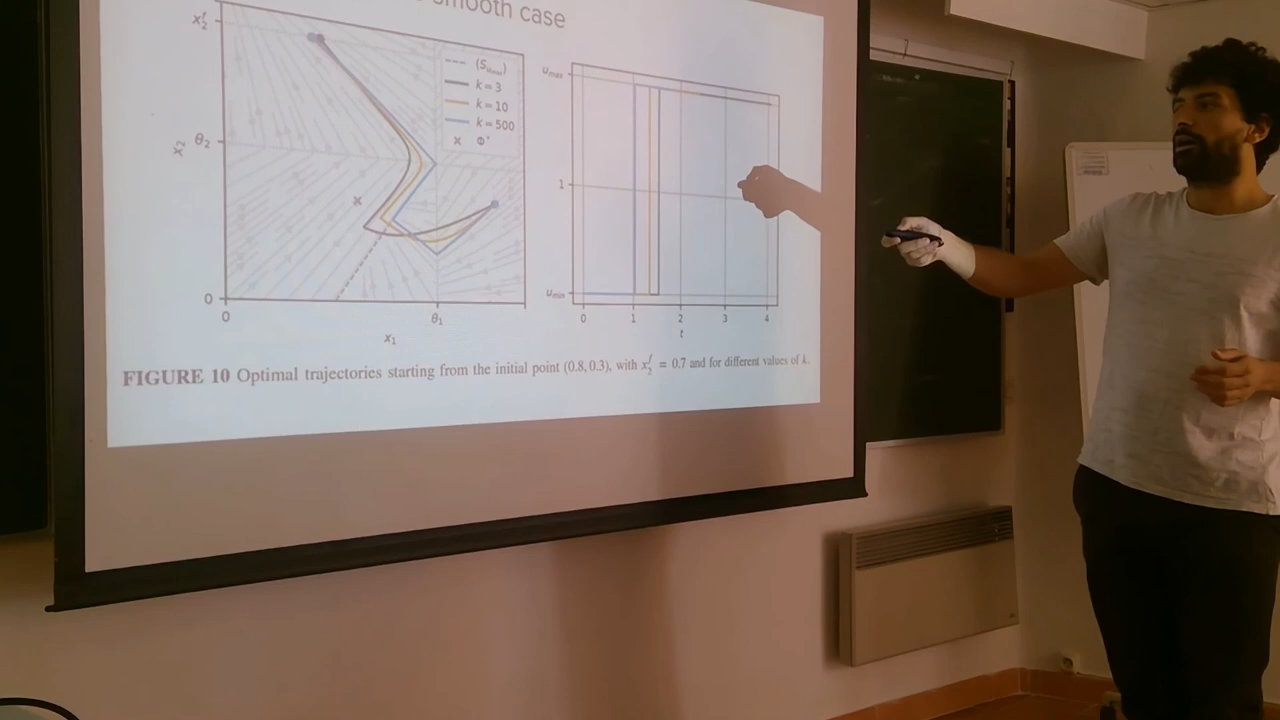 smooth case
x₂ᶠ
θ₂
x₂
0
0
θ₁
x₁
(S_{u_max})
k = 3
k = 10
k = 500
Φ*
u_max
1
u_min
0 1 2 3 4
t
FIGURE 10 Optimal trajectories starting from the initial point (0.8, 0.3), with x₂ᶠ = 0.7 and for different values of k.